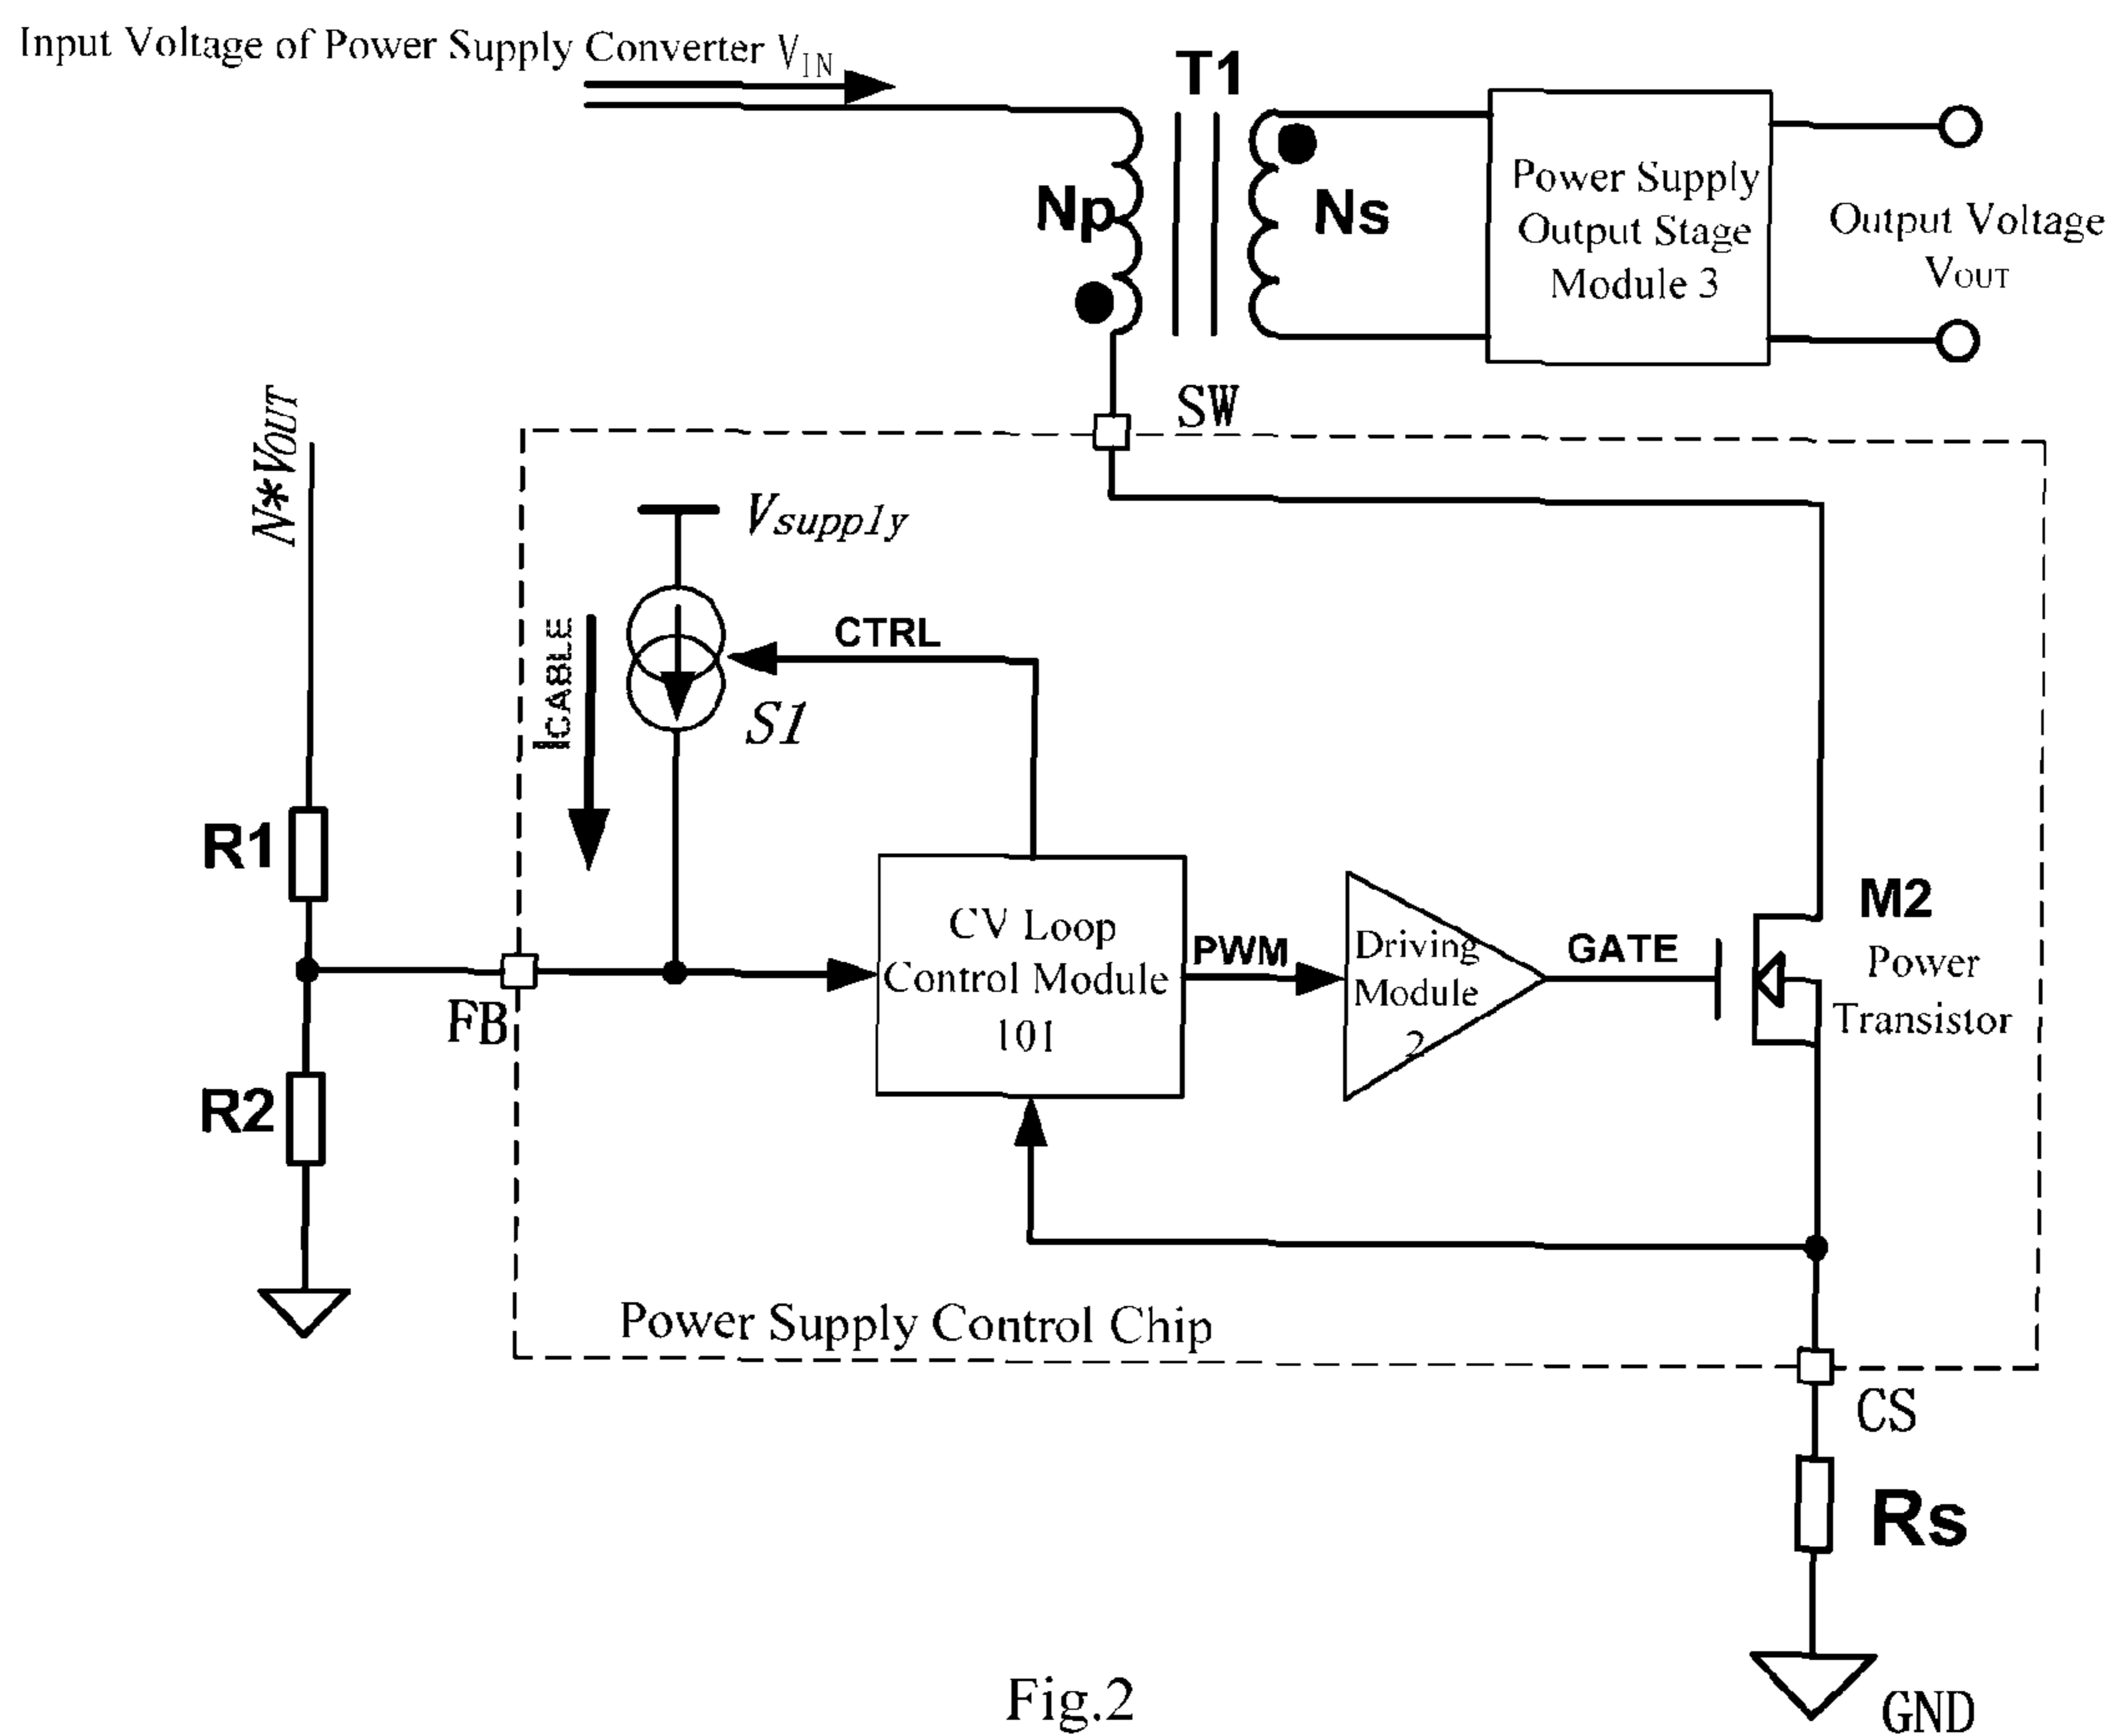 Input Voltage of Power Supply Converter VIN
T1
Np
Ns
Power Supply
Output Stage
Module 3
Output Voltage
VOUT
SW
N*VOUT
Vsupply
ICABLE
CTRL
S1
R1
CV Loop
Control Module
101
PWM
Driving
Module
2
GATE
M2
Power
Transistor
FB
R2
Power Supply Control Chip
CS
Rs
GND
Fig.2